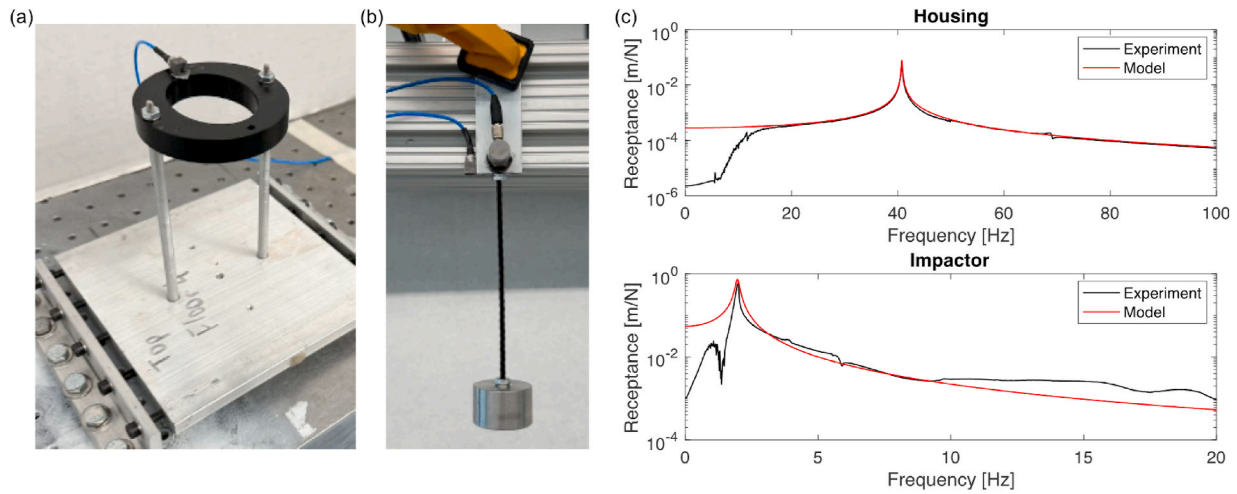 (a)
Top
Floor
(b)
(c)
Housing
Receptance [m/N]
10^0
10^-2
10^-4
10^-6
Experiment
Model
0 20 40 60 80 100
Frequency [Hz]
Impactor
Receptance [m/N]
10^0
10^-2
10^-4
Experiment
Model
0 5 10 15 20
Frequency [Hz]